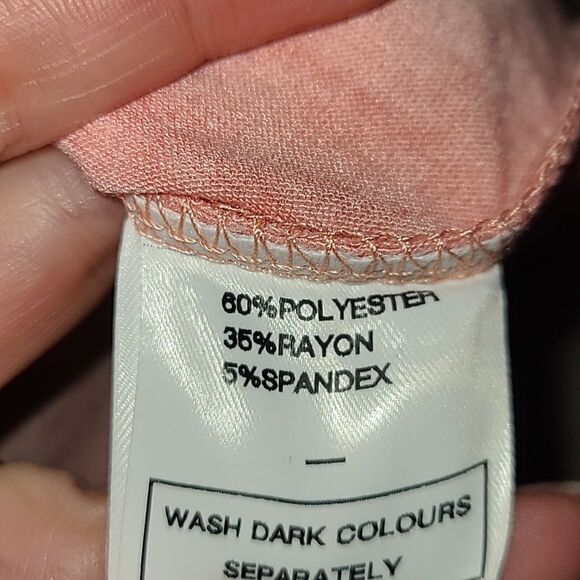 60%POLYESTER
35%RAYON
5%SPANDEX
—
WASH DARK COLOURS
SEPARATELY